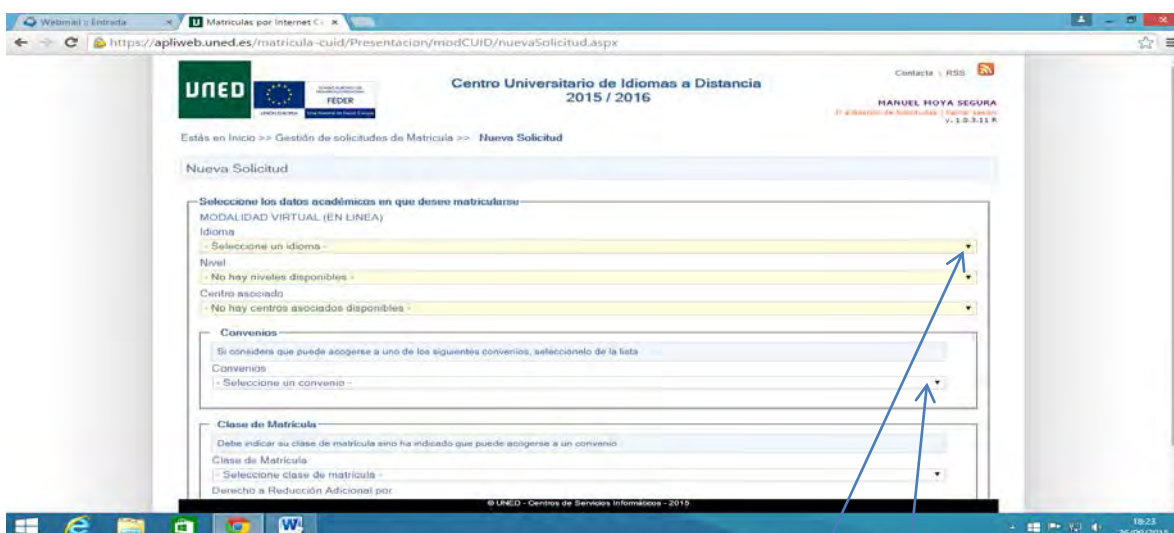 Webmail :: Entrada
Matriculas por Internet C
https://apliweb.uned.es/matricula-cuid/Presentacion/modCUID/nuevaSolicitud.aspx
UNED
FEDER
Centro Universitario de Idiomas a Distancia
2015 / 2016
Contacta | RSS
MANUEL MOYA SEGURA
v. 1.0.3.11 R
Estás en Inicio >> Gestión de solicitudes de Matricula >> Nueva Solicitud
Nueva Solicitud
Seleccione los datos académicos en que desee matricularse
MODALIDAD VIRTUAL (EN LINEA)
Idioma
- Seleccione un idioma -
Nivel
- No hay niveles disponibles -
Centro asociado
- No hay centros asociados disponibles -
Convenios
Si considera que puede acogerse a uno de los siguientes convenios, selecciónelo de la lista
Convenios
- Seleccione un convenio -
Clase de Matrícula
Debe indicar su clase de matrícula sino ha indicado que puede acogerse a un convenio
Clase de Matrícula
- Seleccione clase de matrícula -
Derecho a Reducción Adicional por
© UNED - Centros de Servicios Informáticos - 2015
18:23